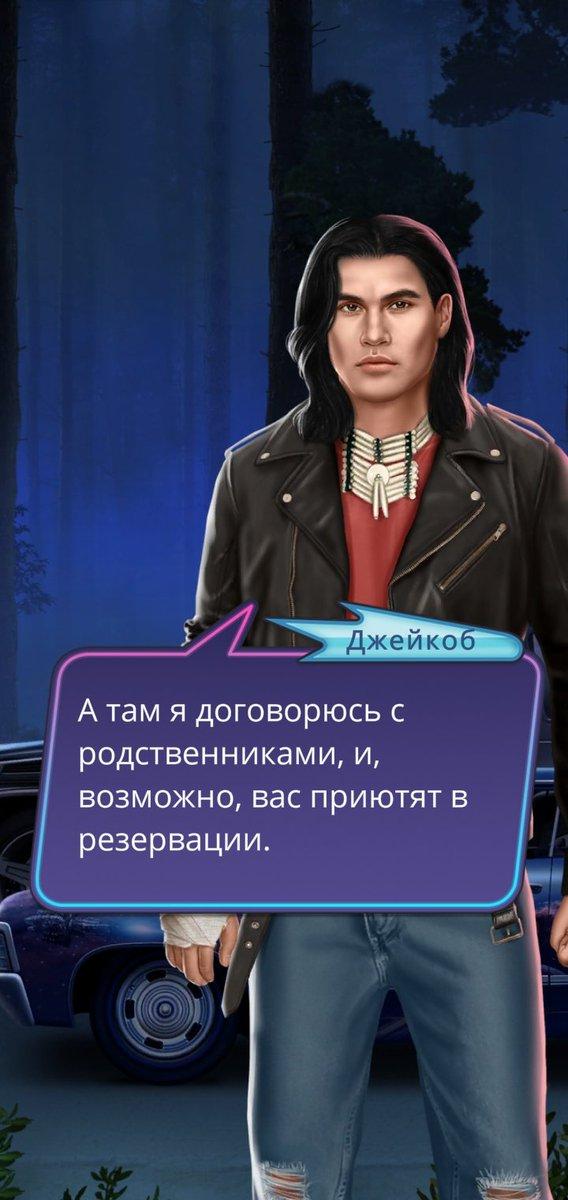 Джейкоб
А там я договорюсь с
родственниками, и,
возможно, вас приютят в
резервации.